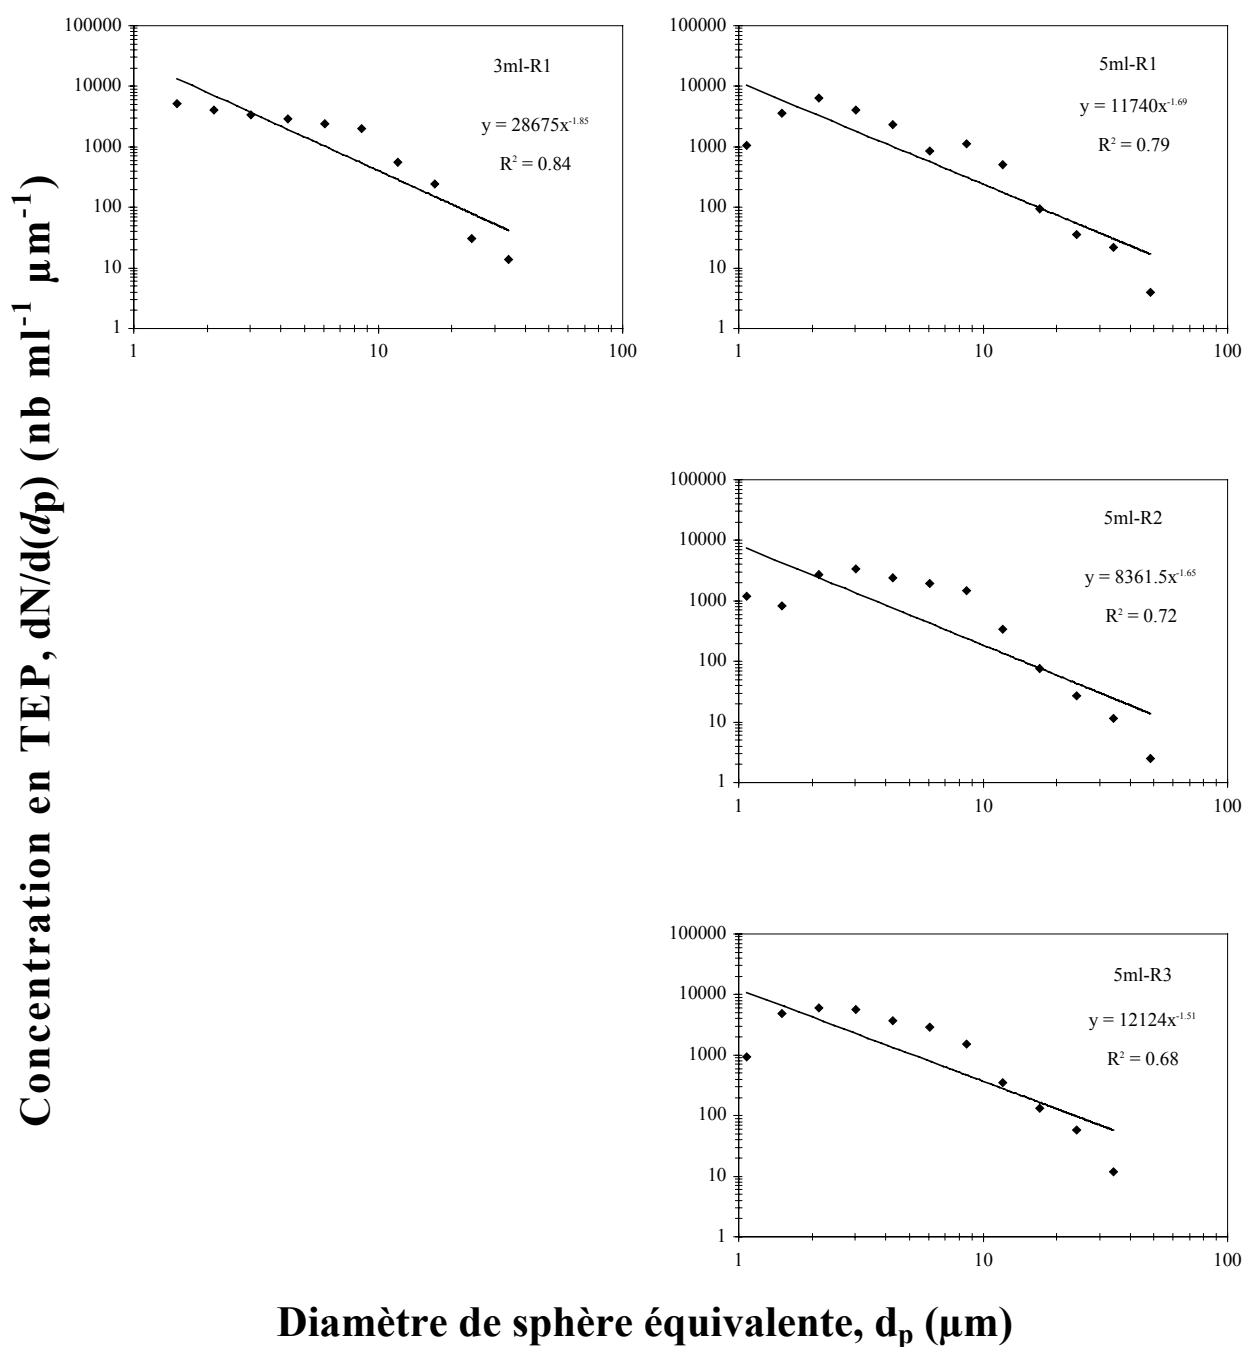 Concentration en TEP, dN/d(dp) (nb ml⁻¹ µm⁻¹)
100000
10000
1000
100
10
1
1
10
100
3ml-R1
y = 28675x⁻¹·⁸⁵
R² = 0.84
100000
10000
1000
100
10
1
1
10
100
5ml-R1
y = 11740x⁻¹·⁶⁹
R² = 0.79
100000
10000
1000
100
10
1
1
10
100
5ml-R2
y = 8361.5x⁻¹·⁶⁵
R² = 0.72
100000
10000
1000
100
10
1
1
10
100
5ml-R3
y = 12124x⁻¹·⁵¹
R² = 0.68
Diamètre de sphère équivalente, dₚ (µm)